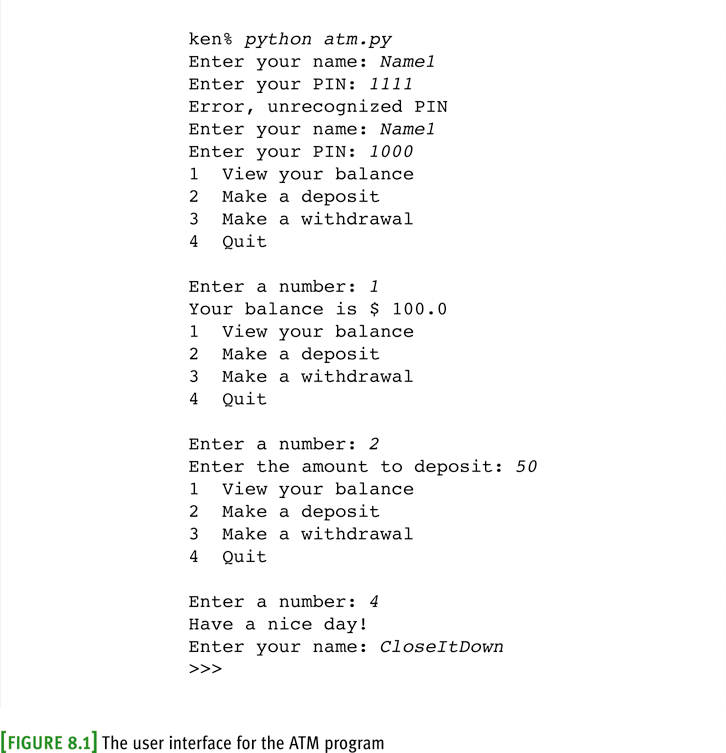 ken% python atm.py
Enter your name: Name1
Enter your PIN: 1111
Error, unrecognized PIN
Enter your name: Name1
Enter your PIN: 1000
1  View your balance
2  Make a deposit
3  Make a withdrawal
4  Quit
Enter a number: 1
Your balance is $ 100.0
1  View your balance
2  Make a deposit
3  Make a withdrawal
4  Quit
Enter a number: 2
Enter the amount to deposit: 50
1  View your balance
2  Make a deposit
3  Make a withdrawal
4  Quit
Enter a number: 4
Have a nice day!
Enter your name: CloseItDown
>>>
[FIGURE 8.1] The user interface for the ATM program